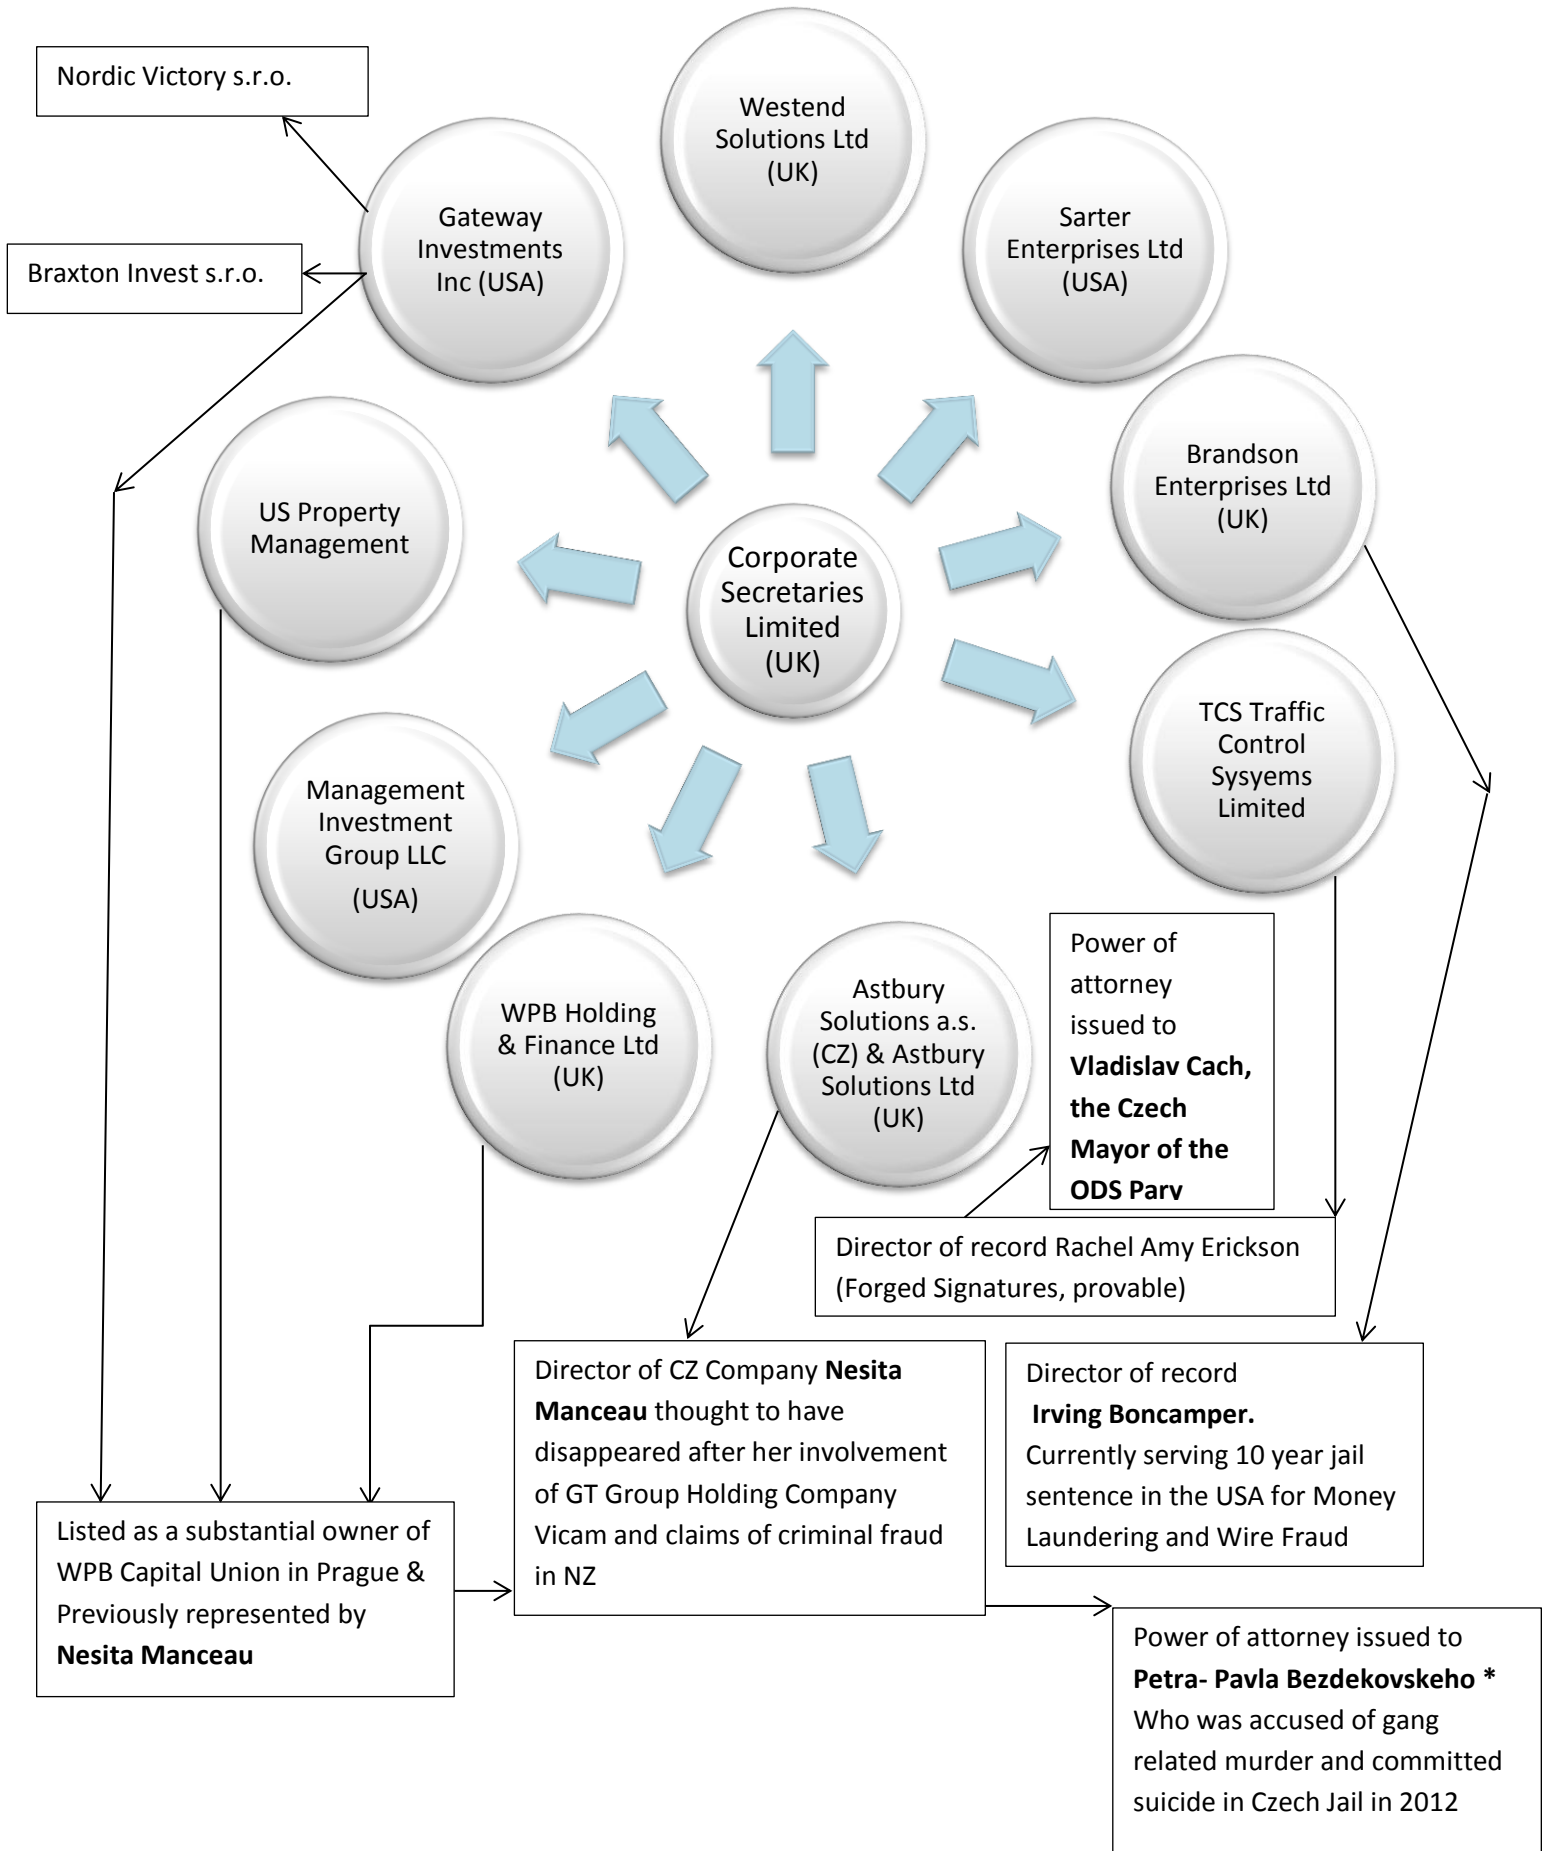 Nordic Victory s.r.o.
Braxton Invest s.r.o.
Gateway
Investments
Inc (USA)
Westend
Solutions Ltd
(UK)
Sarter
Enterprises Ltd
(USA)
Brandson
Enterprises Ltd
(UK)
US Property
Management
Corporate
Secretaries
Limited
(UK)
TCS Traffic
Control
Sysyems
Limited
Management
Investment
Group LLC
(USA)
WPB Holding
& Finance Ltd
(UK)
Astbury
Solutions a.s.
(CZ) & Astbury
Solutions Ltd
(UK)
Power of
attorney
issued to
Vladislav Cach,
the Czech
Mayor of the
ODS Parv
Director of record Rachel Amy Erickson
(Forged Signatures, provable)
Director of CZ Company Nesita
Manceau thought to have
disappeared after her involvement
of GT Group Holding Company
Vicam and claims of criminal fraud
in NZ
Director of record
Irving Boncamper.
Currently serving 10 year jail
sentence in the USA for Money
Laundering and Wire Fraud
Listed as a substantial owner of
WPB Capital Union in Prague &
Previously represented by
Nesita Manceau
Power of attorney issued to
Petra- Pavla Bezdekovskeho *
Who was accused of gang
related murder and committed
suicide in Czech Jail in 2012